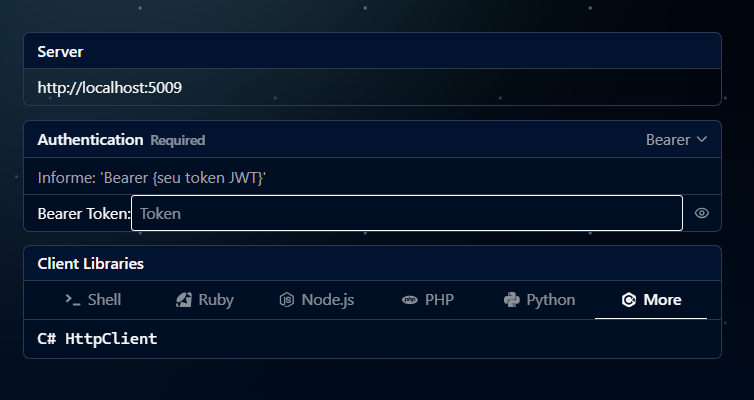 Server
http://localhost:5009
Authentication Required Bearer
Informe: 'Bearer {seu token JWT}'
Bearer Token: Token
Client Libraries
Shell Ruby Node.js PHP Python More
C# HttpClient